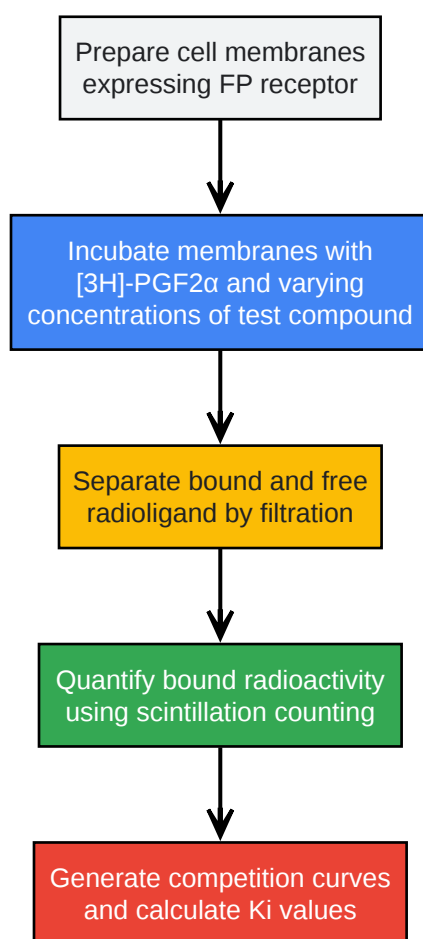 Prepare cell membranes
expressing FP receptor
Incubate membranes with
[3H]-PGF2α and varying
concentrations of test compound
Separate bound and free
radioligand by filtration
Quantify bound radioactivity
using scintillation counting
Generate competition curves
and calculate Ki values